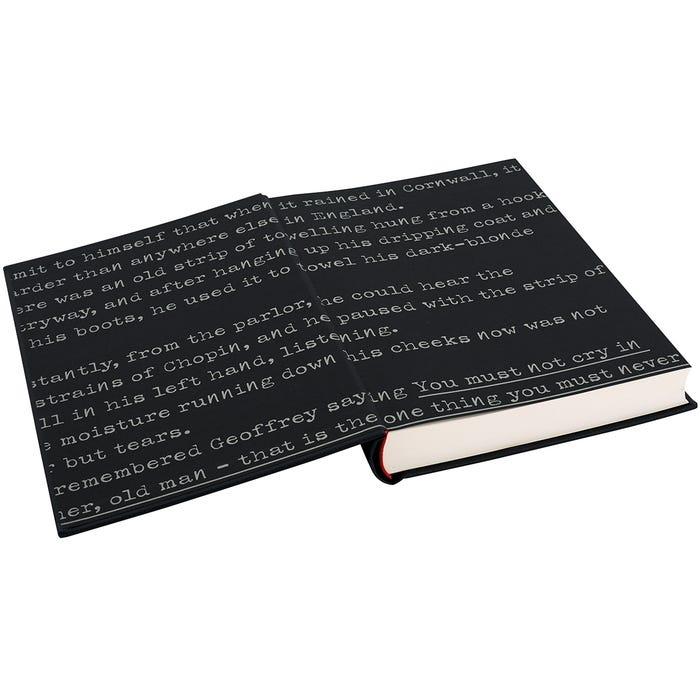 mit to himself that when it rained in Cornwall, it
arder than anywhere else in England.
ere was an old strip of towelling hung from a hook
ryway, and after hanging up his dripping coat and
his boots, he used it to towel his dark-blonde
stantly, from the parlor, he could hear the
strains of Chopin, and he paused with the strip of
ll in his left hand, listening.
e moisture running down his cheeks now was not
r but tears.
remembered Geoffrey saying You must not cry in
her, old man – that is the one thing you must never